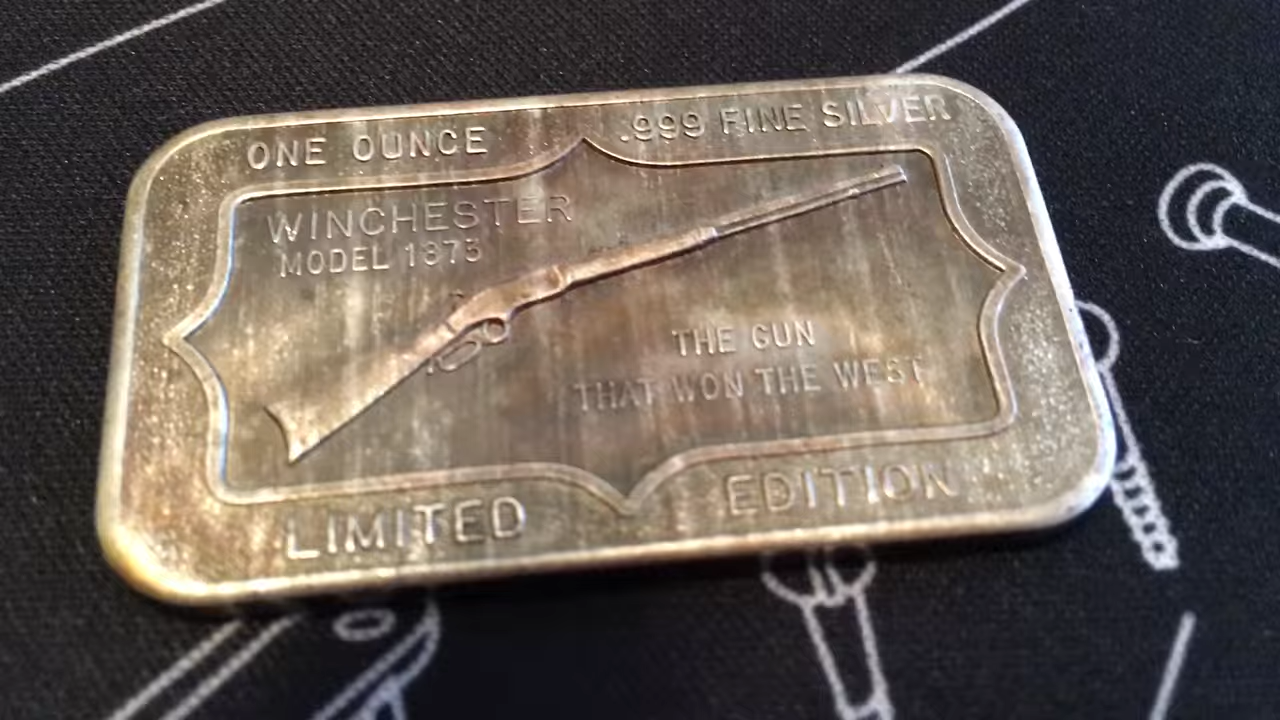 ONE OUNCE .999 FINE SILVER
WINCHESTER
MODEL 1873
THE GUN
THAT WON THE WEST
LIMITED EDITION